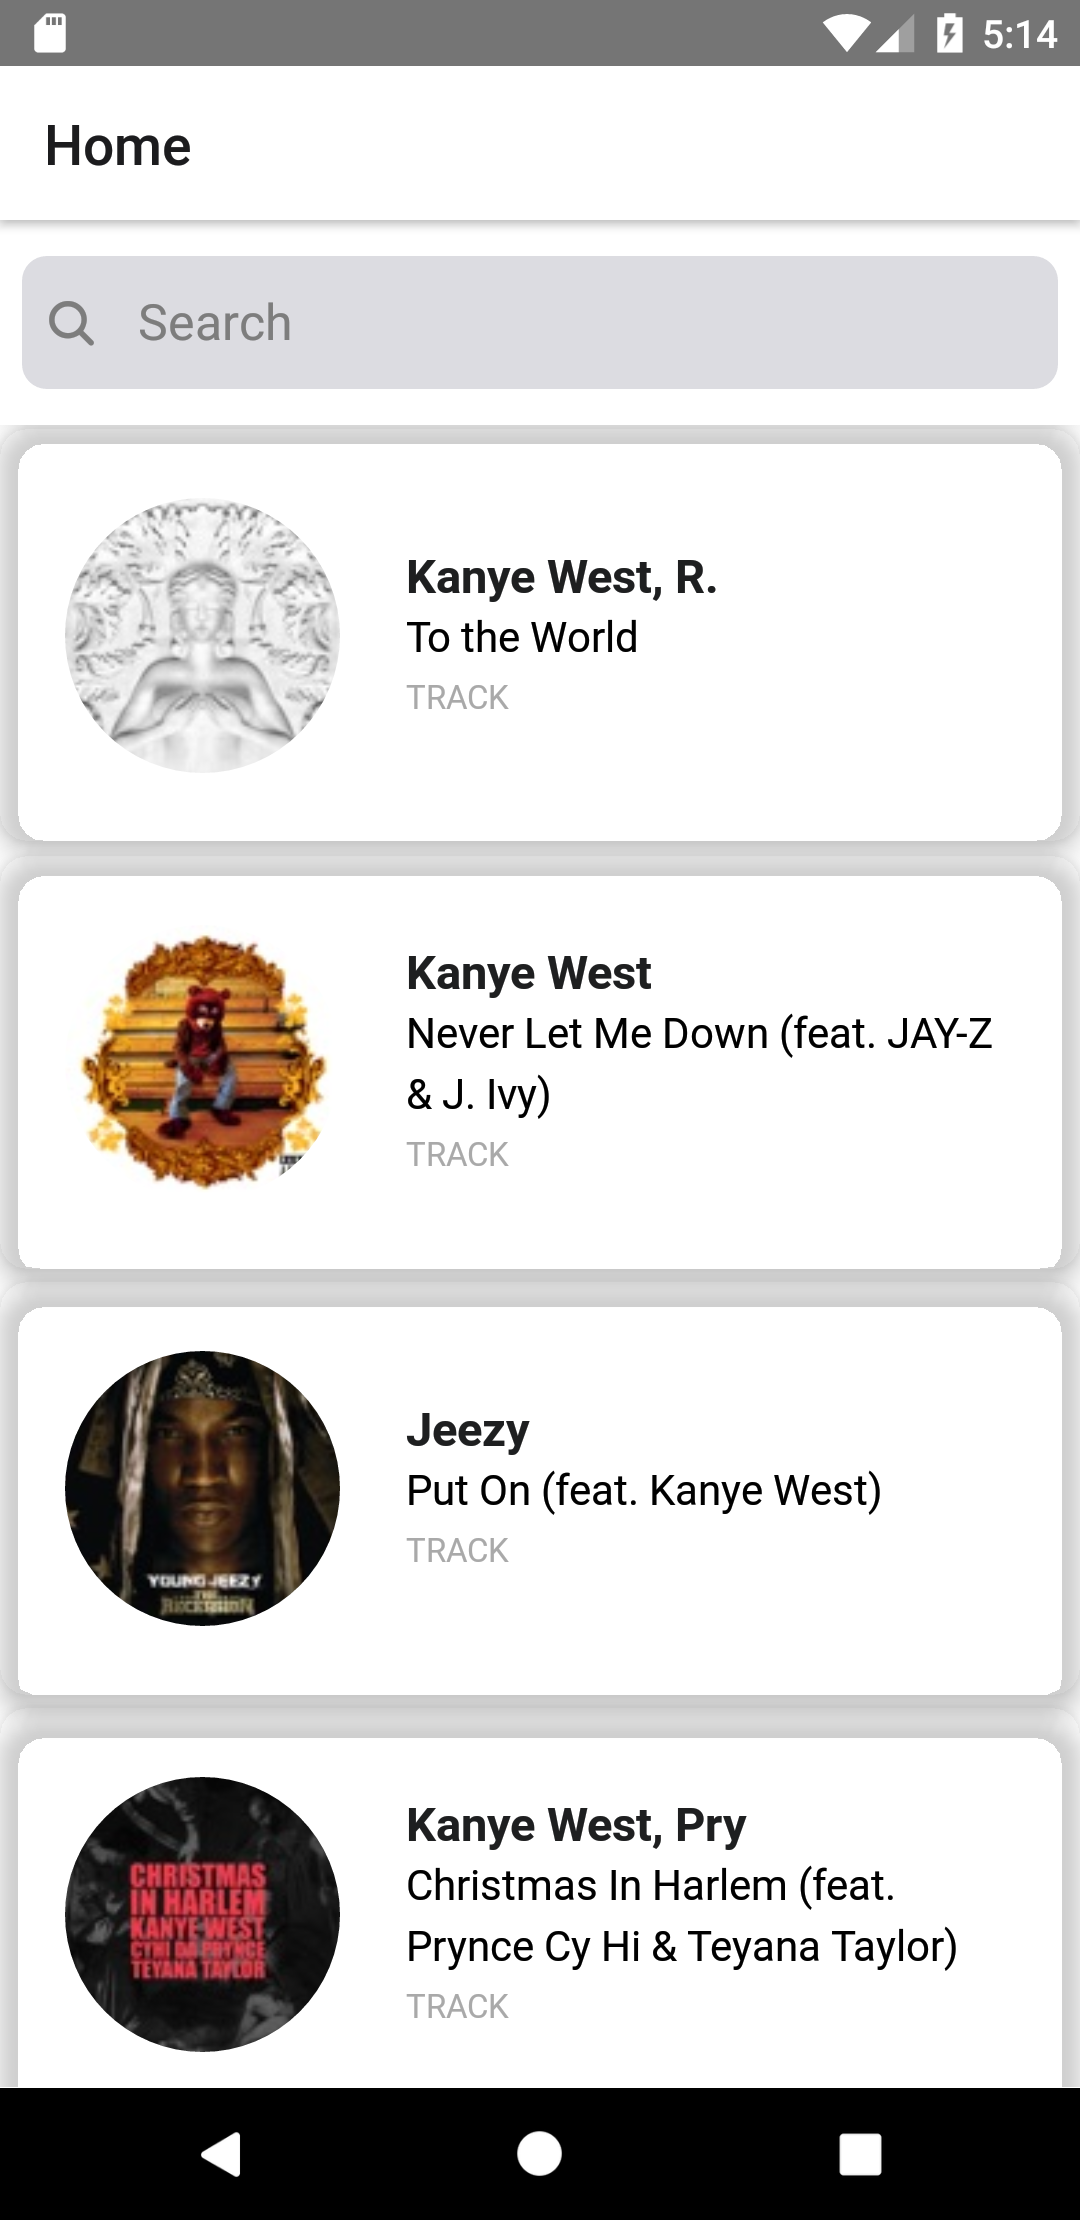 5:14
Home
Search
Kanye West, R.
To the World
TRACK
Kanye West
Never Let Me Down (feat. JAY-Z
& J. Ivy)
TRACK
YOUNG JEEZY
THE
RECESSION
Jeezy
Put On (feat. Kanye West)
TRACK
CHRISTMAS
IN HARLEM
KANYE WEST
CYHI DA PRYNCE
TEYANA TAYLOR
Kanye West, Pry
Christmas In Harlem (feat.
Prynce Cy Hi & Teyana Taylor)
TRACK